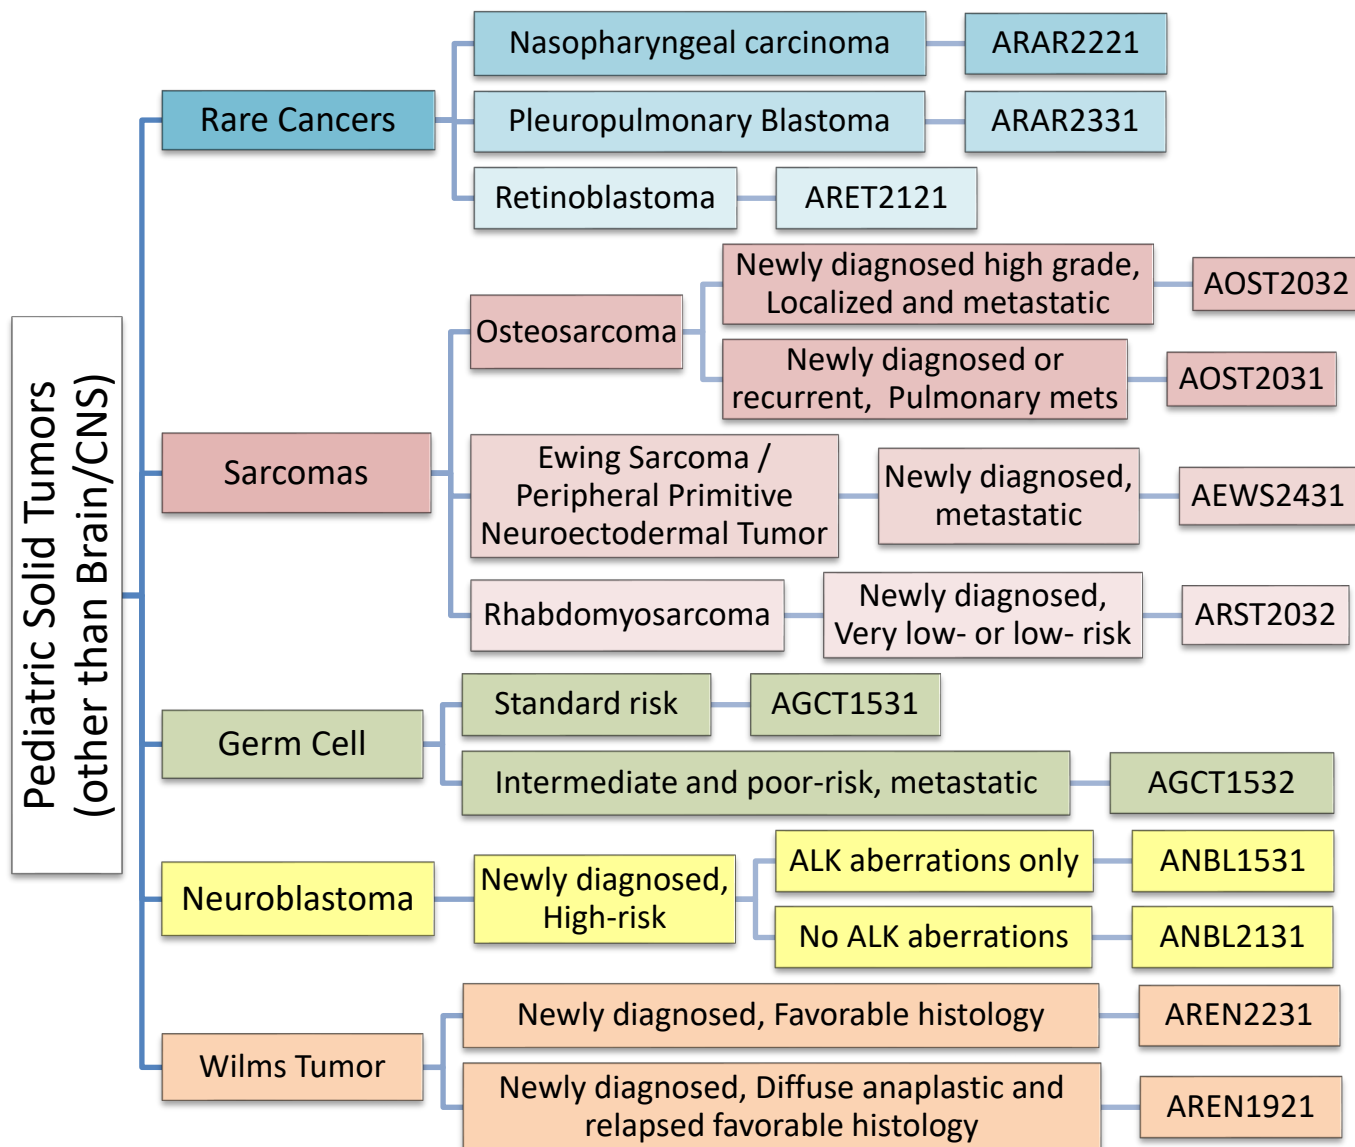 Pediatric Solid Tumors
(other than Brain/CNS)
Rare Cancers
Nasopharyngeal carcinoma
ARAR2221
Pleuropulmonary Blastoma
ARAR2331
Retinoblastoma
ARET2121
Sarcomas
Osteosarcoma
Newly diagnosed high grade,
Localized and metastatic
AOST2032
Newly diagnosed or
recurrent, Pulmonary mets
AOST2031
Ewing Sarcoma /
Peripheral Primitive
Neuroectodermal Tumor
Newly diagnosed,
metastatic
AEWS2431
Rhabdomyosarcoma
Newly diagnosed,
Very low- or low- risk
ARST2032
Germ Cell
Standard risk
AGCT1531
Intermediate and poor-risk, metastatic
AGCT1532
Neuroblastoma
Newly diagnosed,
High-risk
ALK aberrations only
ANBL1531
No ALK aberrations
ANBL2131
Wilms Tumor
Newly diagnosed, Favorable histology
AREN2231
Newly diagnosed, Diffuse anaplastic and
relapsed favorable histology
AREN1921